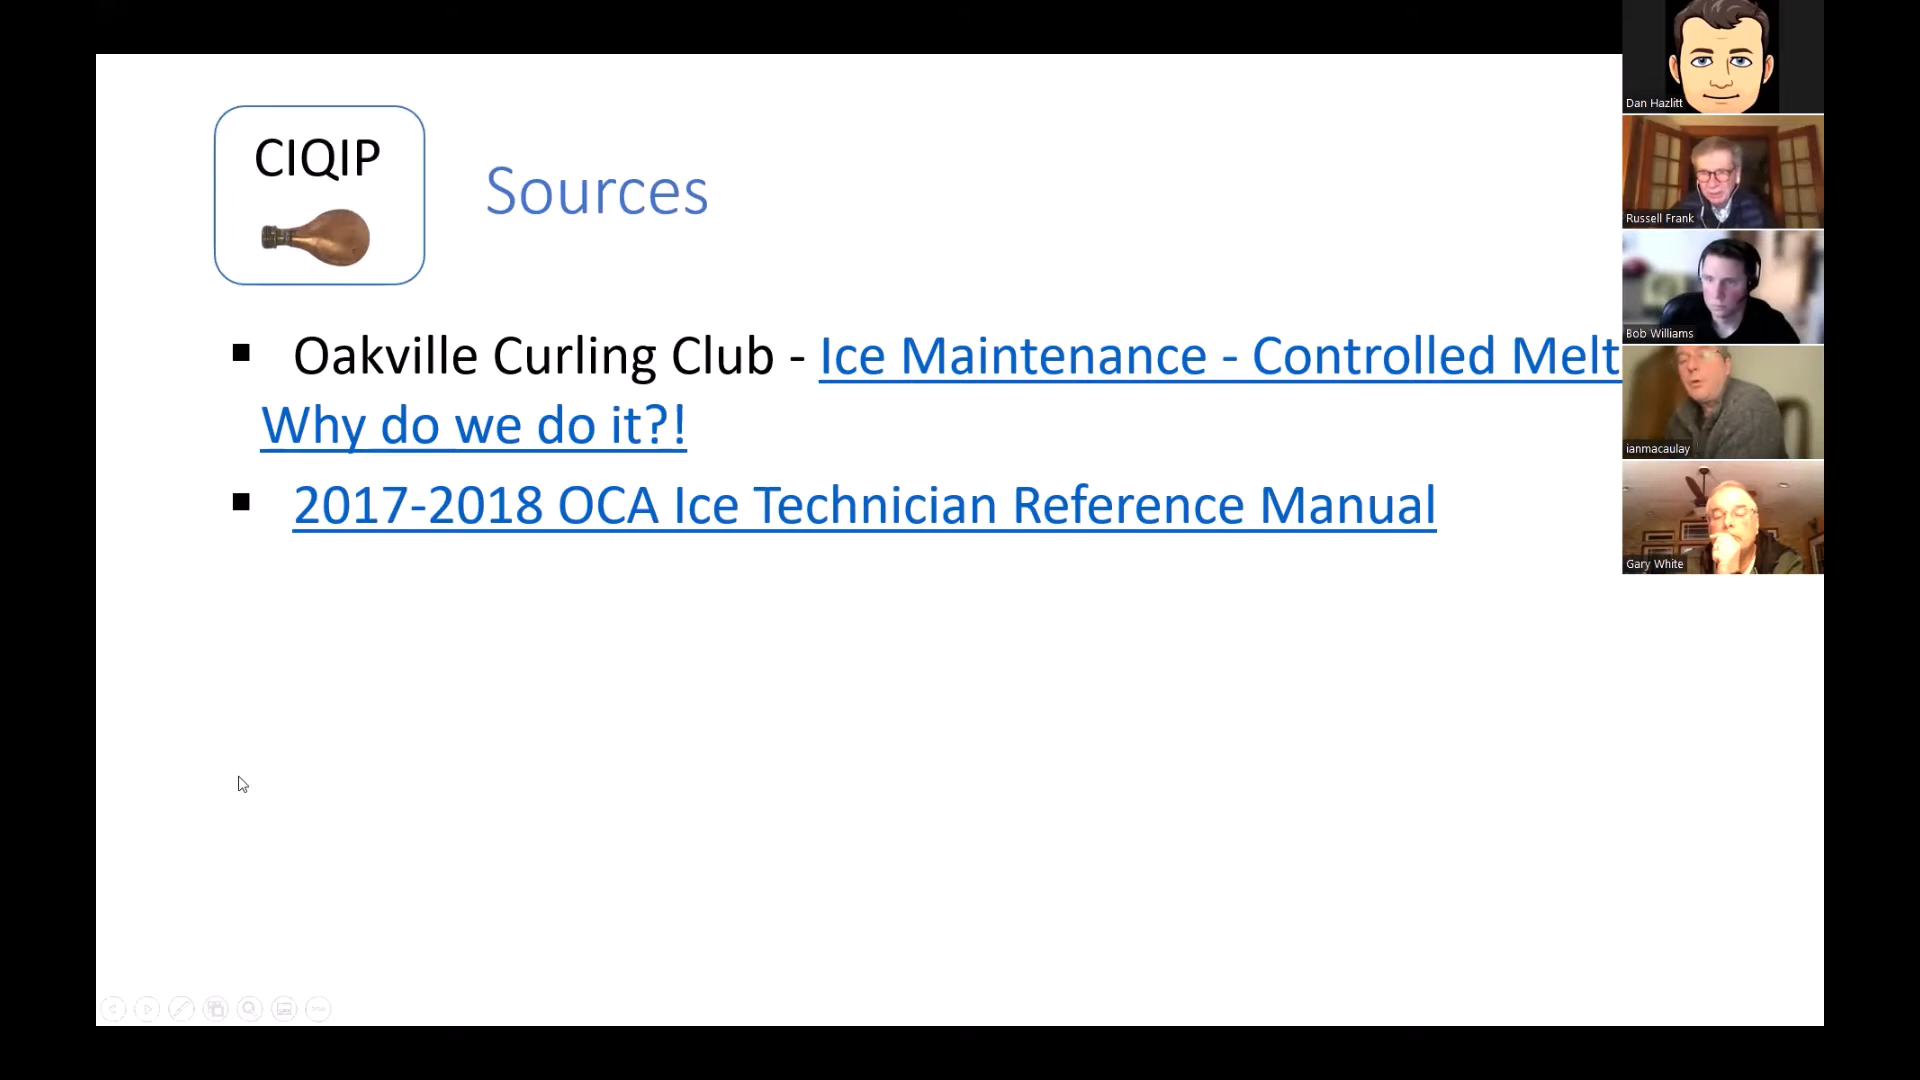 CIQIP
Sources
Oakville Curling Club - Ice Maintenance - Controlled Melt
Why do we do it?!
2017-2018 OCA Ice Technician Reference Manual
Dan Hazlitt
Russell Frank
Bob Williams
ianmacaulay
Gary White